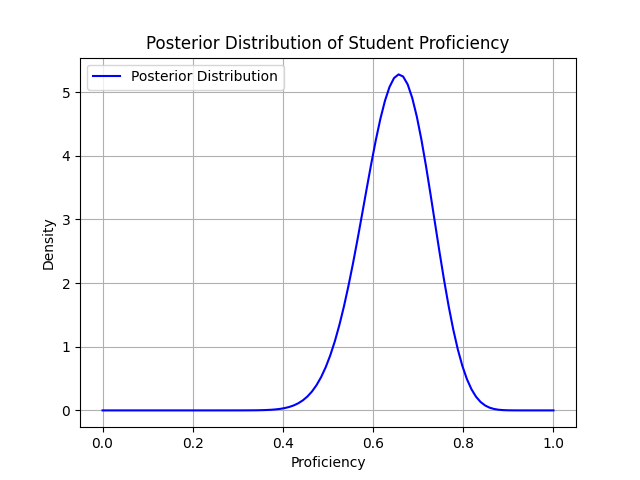 Posterior Distribution of Student Proficiency
Posterior Distribution
5
4
3
2
1
0
Density
0.0 0.2 0.4 0.6 0.8 1.0
Proficiency